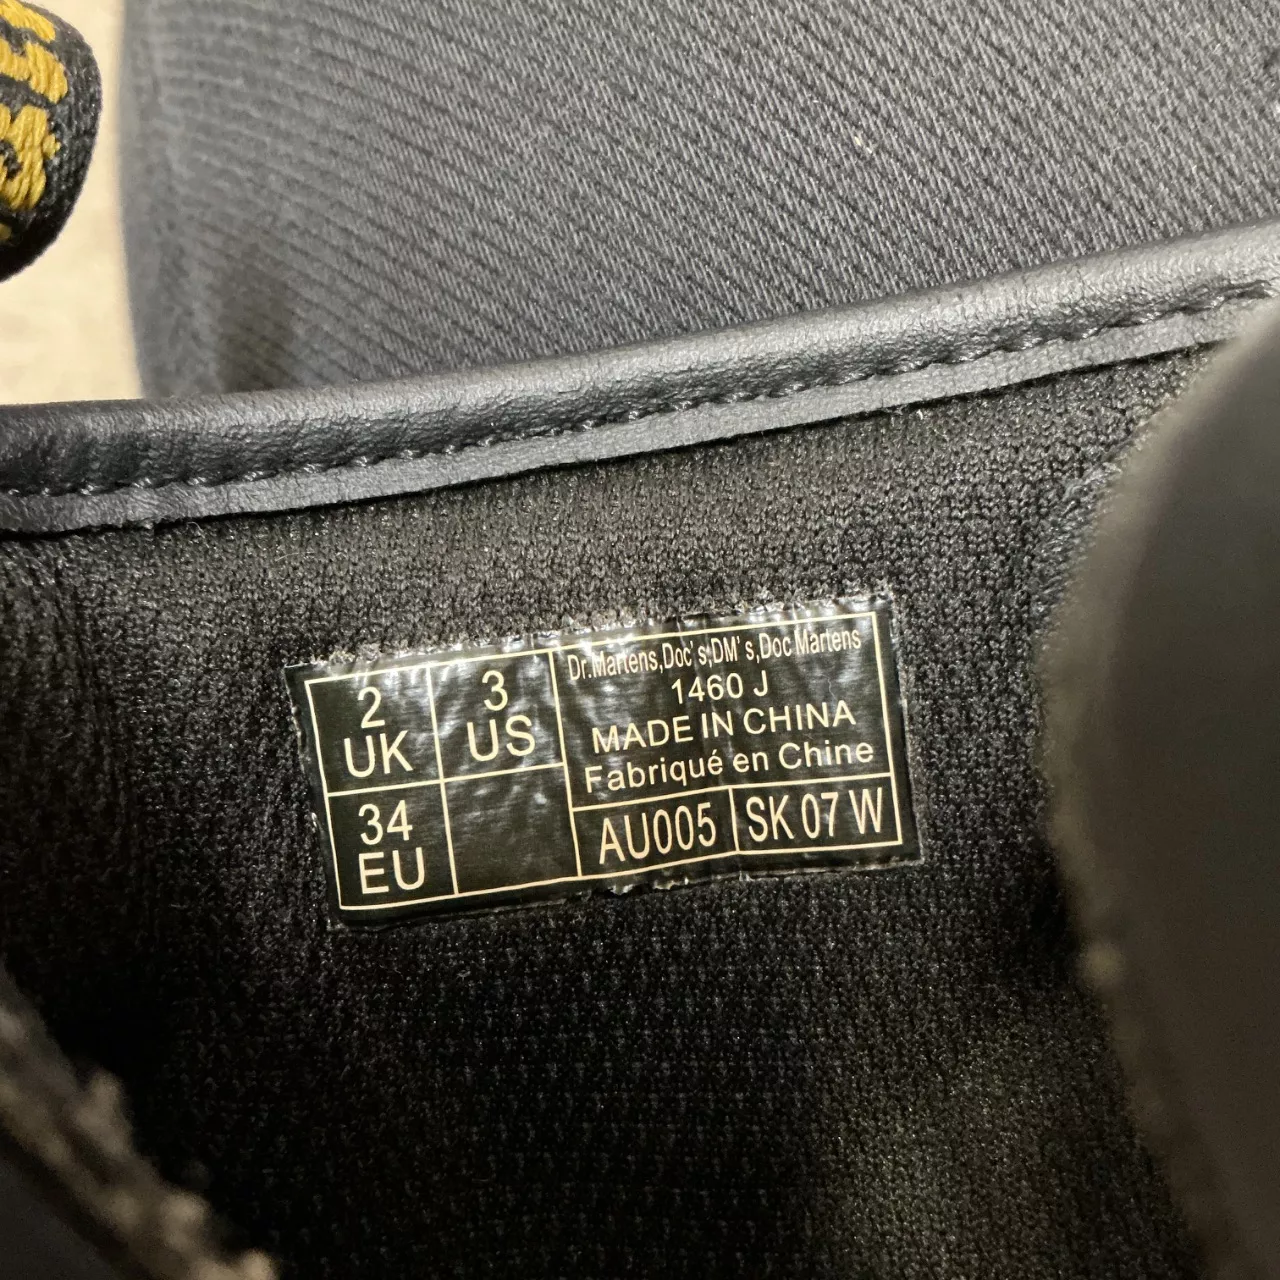 2
UK
3
US
34
EU
Dr.Martens,Doc's,DM's,Doc Martens
1460 J
MADE IN CHINA
Fabriqué en Chine
AU005
SK 07 W